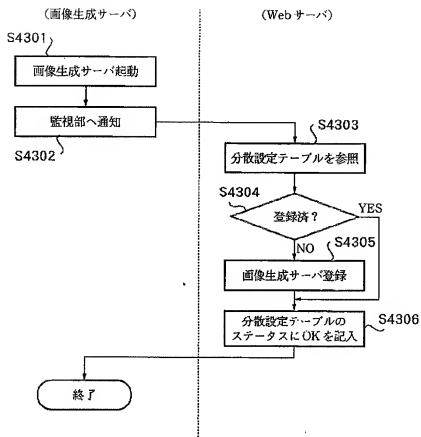 (画像生成サーバ)
(Webサーバ)
S4301
画像生成サーバ起動
監視部へ通知
S4302
S4303
分散設定テーブルを参照
S4304
登録済?
YES
NO
S4305
画像生成サーバ登録
分散設定テーブルの
ステータスにOKを記入
S4306
終了